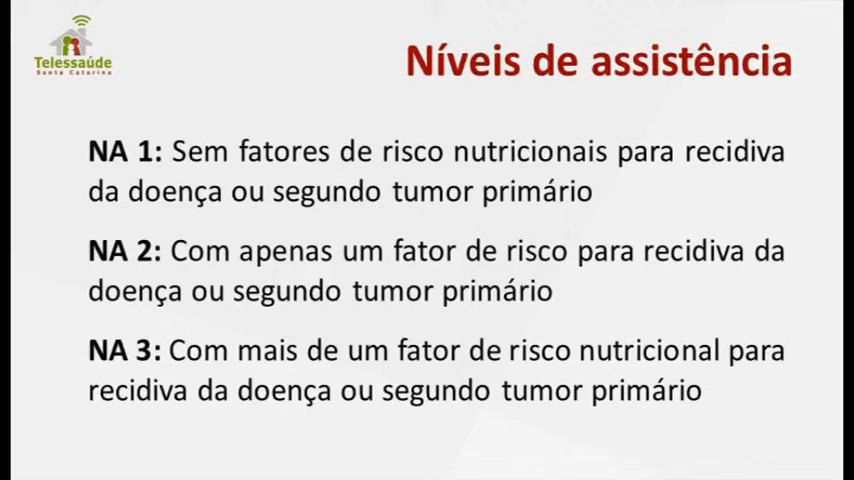 Telessaúde
Santa Catarina
Níveis de assistência
NA 1: Sem fatores de risco nutricionais para recidiva
da doença ou segundo tumor primário
NA 2: Com apenas um fator de risco para recidiva da
doença ou segundo tumor primário
NA 3: Com mais de um fator de risco nutricional para
recidiva da doença ou segundo tumor primário